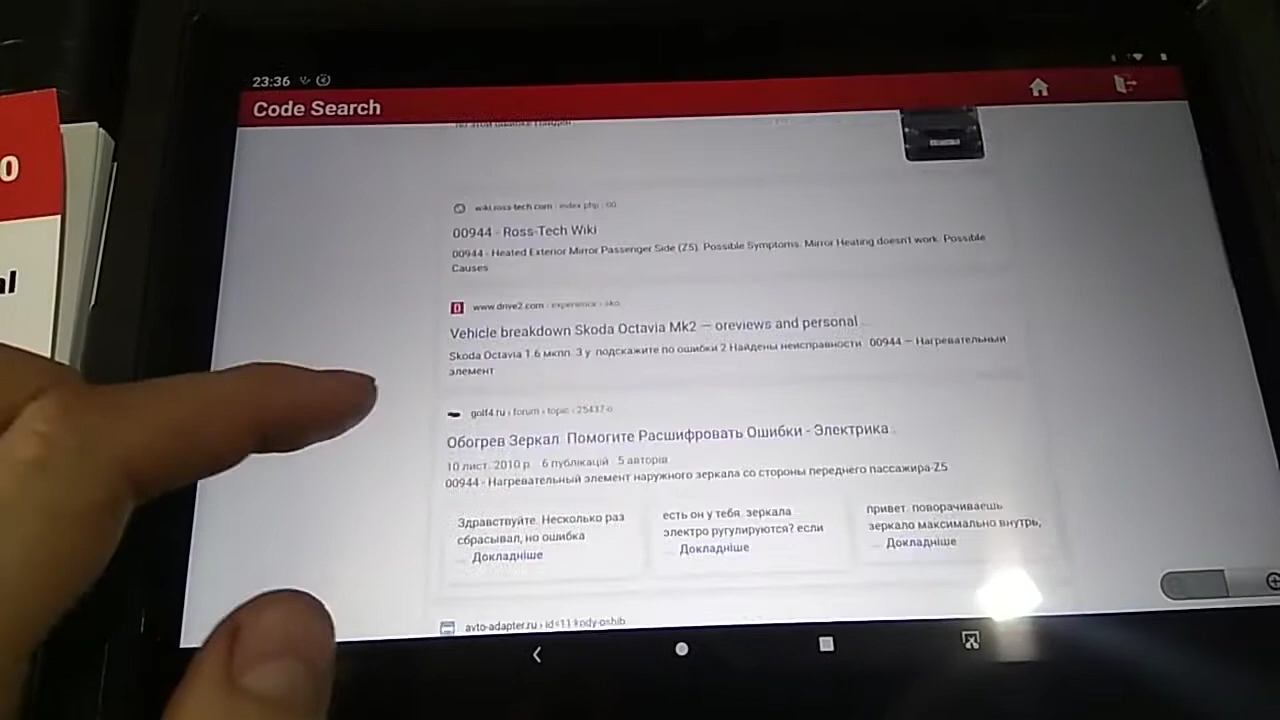 23:36
Code Search
0
al
wiki.ross-tech.com › index.php › 00
00944 - Ross-Tech Wiki
00944 - Heated Exterior Mirror Passenger Side (Z5). Possible Symptoms. Mirror Heating doesn't work. Possible
Causes
www.drive2.com › experience › sko
Vehicle breakdown Skoda Octavia Mk2 — oreviews and personal ...
Skoda Octavia 1.6 мкпп. З у подскажите по ошибки 2 Найдены неисправности 00944 — Нагревательный
элемент
golf4.ru › forum › topic › 25437-o
Обогрев Зеркал. Помогите Расшифровать Ошибки - Электрика ..
10 лист. 2010 р. 6 публікацій 5 авторів
00944 - Нагревательный элемент наружного зеркала со стороны переднего пассажира-Z5
Здравствуйте. Несколько раз
сбрасывал, но ошибка
... Докладніше
есть он у тебя. зеркала
электро ругулируются? если
... Докладніше
привет. поворачиваешь
зеркало максимально внутрь,
... Докладніше
avto-adapter.ru › id=11 kody-oshib